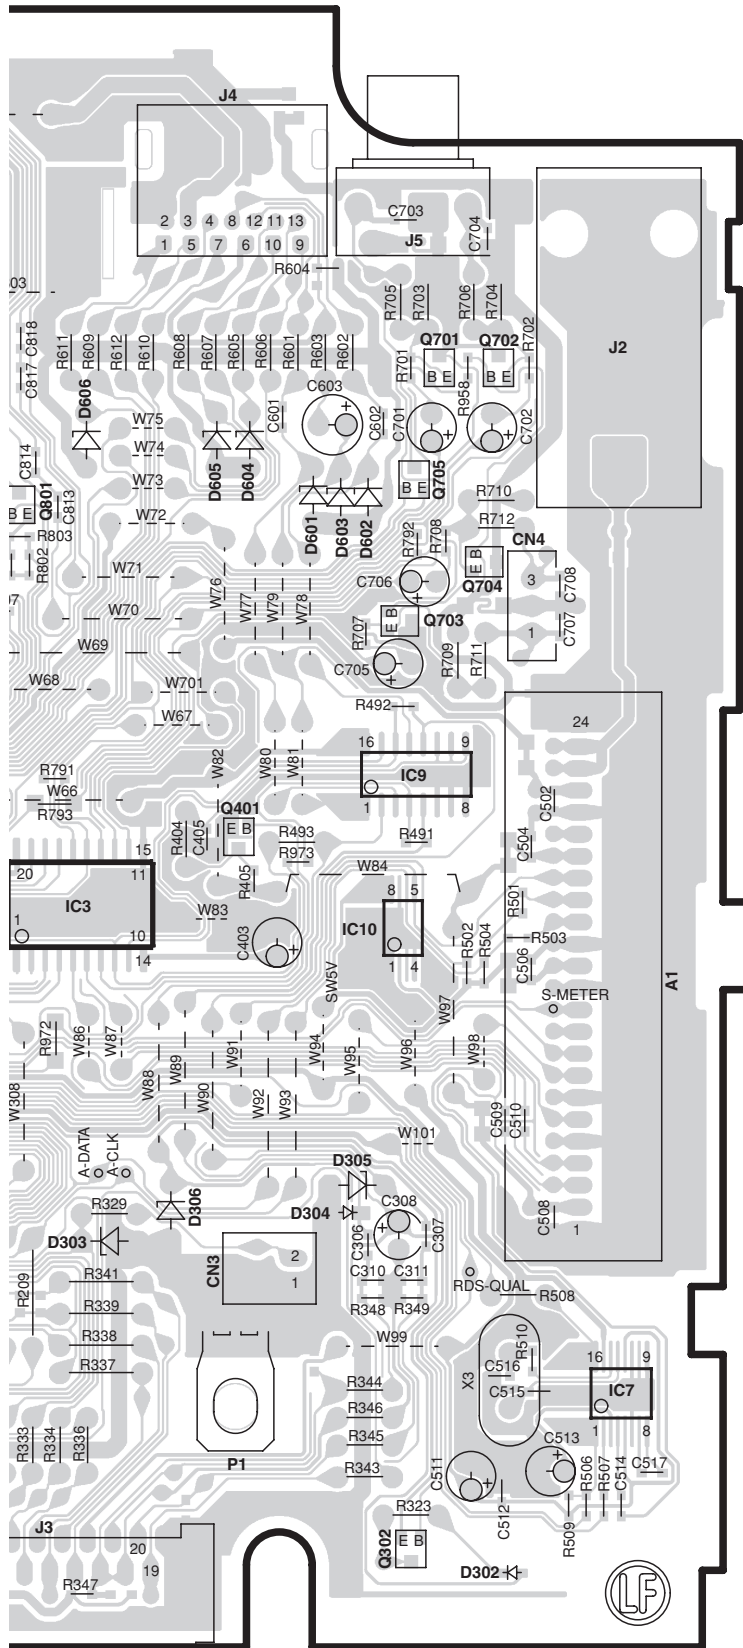 J4
2 3 4 8 12 11 13
1 5 7 6 10 9
C703
C704
J5
R604
03
R705
R703
R706
R704
C818
R611
R609
R612
R610
R608
R607
R605
R606
R601
R603
R602
Q701
Q702
R702
J2
C817
D606
R701
B E
R958
B E
C603
C601
C602
C701
C702
W75
W74
C814
D605
D604
W73
Q705
B E
R710
Q801
B E
C813
W72
D601
D603
D602
R712
R803
R792
R708
CN4
R802
W71
W76
W77
W79
W78
C706
E B
Q704
3
C708
W70
E B
Q703
R707
1
C707
W69
C705
R709
R711
W68
W701
R492
W67
24
W82
W80
W81
16
9
IC9
R791
W66
R793
1
8
C502
Q401
E B
R404
C405
R493
R491
C504
R973
15
20
11
R405
W84
8 5
R501
IC3
W83
IC10
1
10
C403
R502
R504
R503
14
1 4
C506
SW5V
W97
S-METER
A1
R972
W86
W87
W88
W89
W90
W91
W92
W93
W94
W95
W96
W98
W308
C509
C510
A-DATA
A-CLK
W101
D305
R329
D306
D304
C308
C306
C307
C508
1
D303
CN3
2
1
R209
R341
C310
C311
RDS-QUAL
R339
R348
R349
R508
R338
W99
R510
R337
X3
C516
16
9
R344
C515
IC7
R346
R333
R334
R336
R345
C513
1
8
P1
R343
C511
C517
R323
C512
R509
R506
R507
C514
J3
20
Q302
E B
19
D302
R347
LF